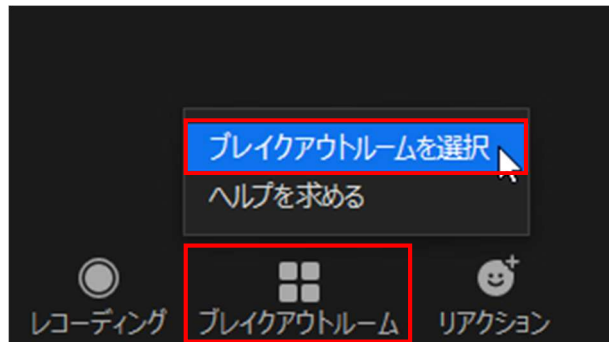 ブレイクアウトルームを選択
ヘルプを求める
レコーディング
ブレイクアウトルーム
リアクション